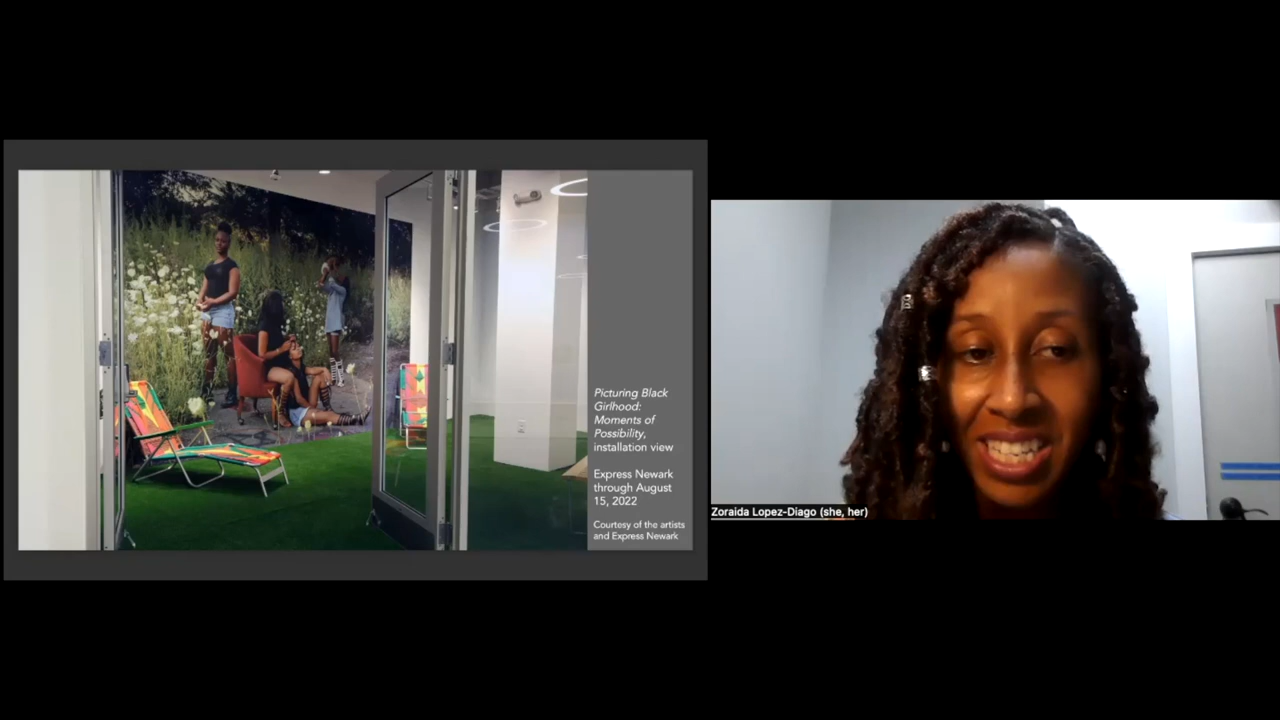 Picturing Black
Girlhood:
Moments of
Possibility,
installation view
Express Newark
through August
15, 2022
Courtesy of the artists
and Express Newark
Zoraida Lopez-Diago (she, her)